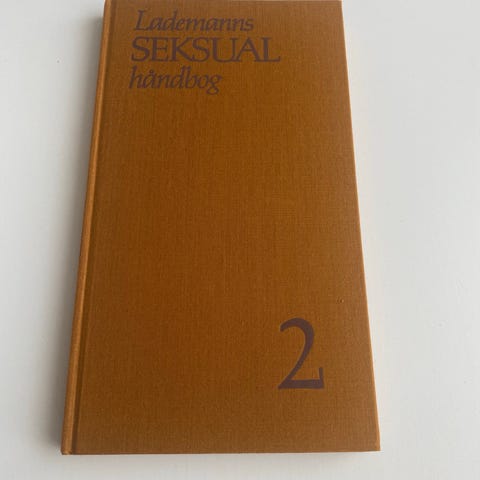 Lademanns
SEKSUAL
håndbog
2